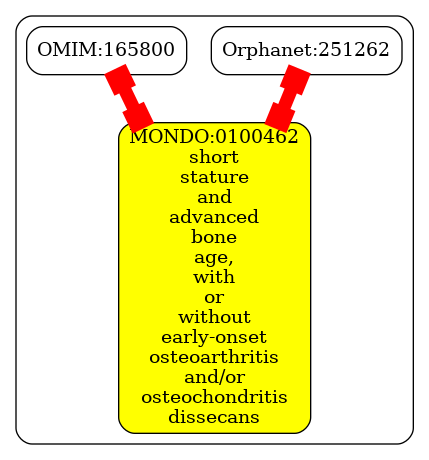 OMIM:165800
Orphanet:251262
MONDO:0100462
short
stature
and
advanced
bone
age,
with
or
without
early-onset
osteoarthritis
and/or
osteochondritis
dissecans